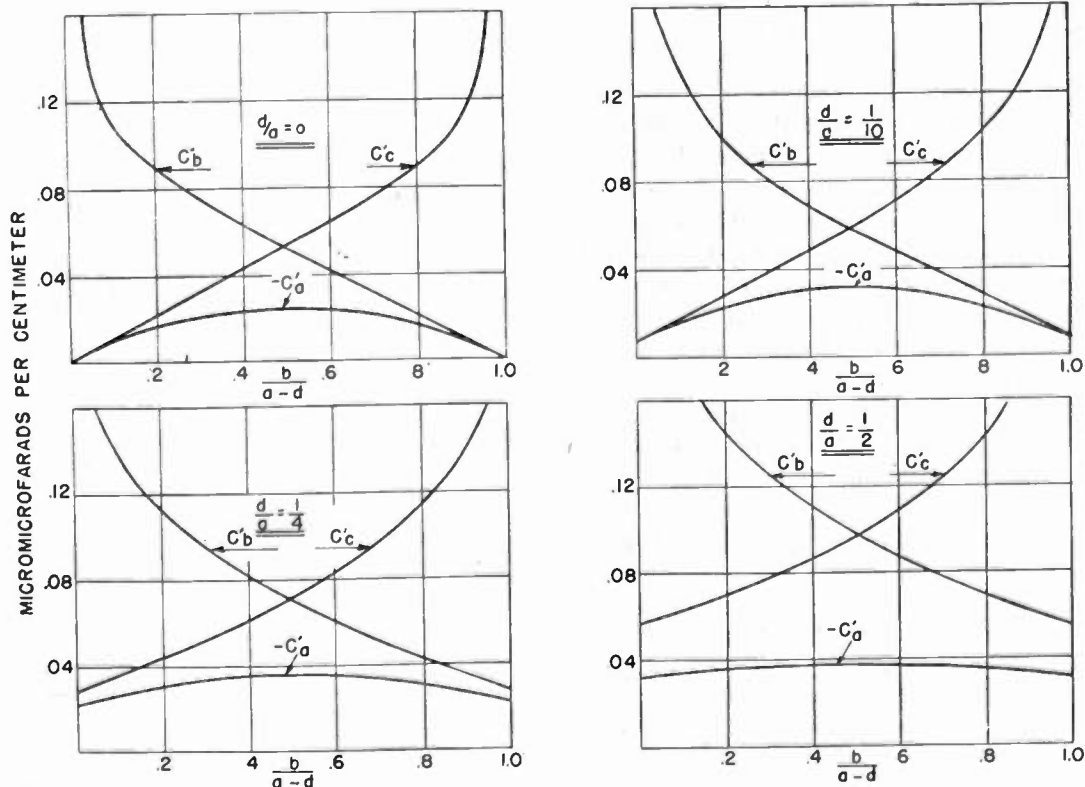 MICROMICROFARADS PER CENTIMETER
.12
.08
.04
d/a = 0
C'b
C'c
-C'a
.2 .4 .6 .8 1.0
b
a-d
.12
.08
.04
d = 1
a 10
C'b
C'c
-C'a
.2 .4 .6 8 1.0
b
a-d
.12
.08
04
d = 1
a 4
C'b
C'c
-C'a
.2 .4 .6 .8 1.0
b
a-d
.12
.08
.04
d = 1
a 2
C'b
C'c
-C'a
.2 .4 6 .8 1.0
b
a-d